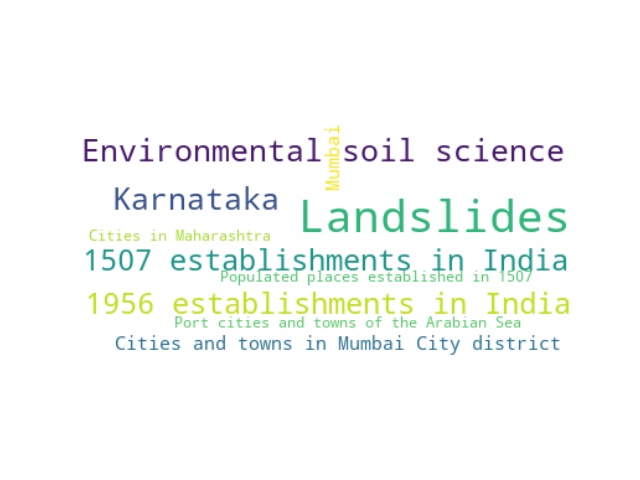 Mumbai
Environmental soil science
Karnataka
Landslides
Cities in Maharashtra
1507 establishments in India
Populated places established in 1507
1956 establishments in India
Port cities and towns of the Arabian Sea
Cities and towns in Mumbai City district